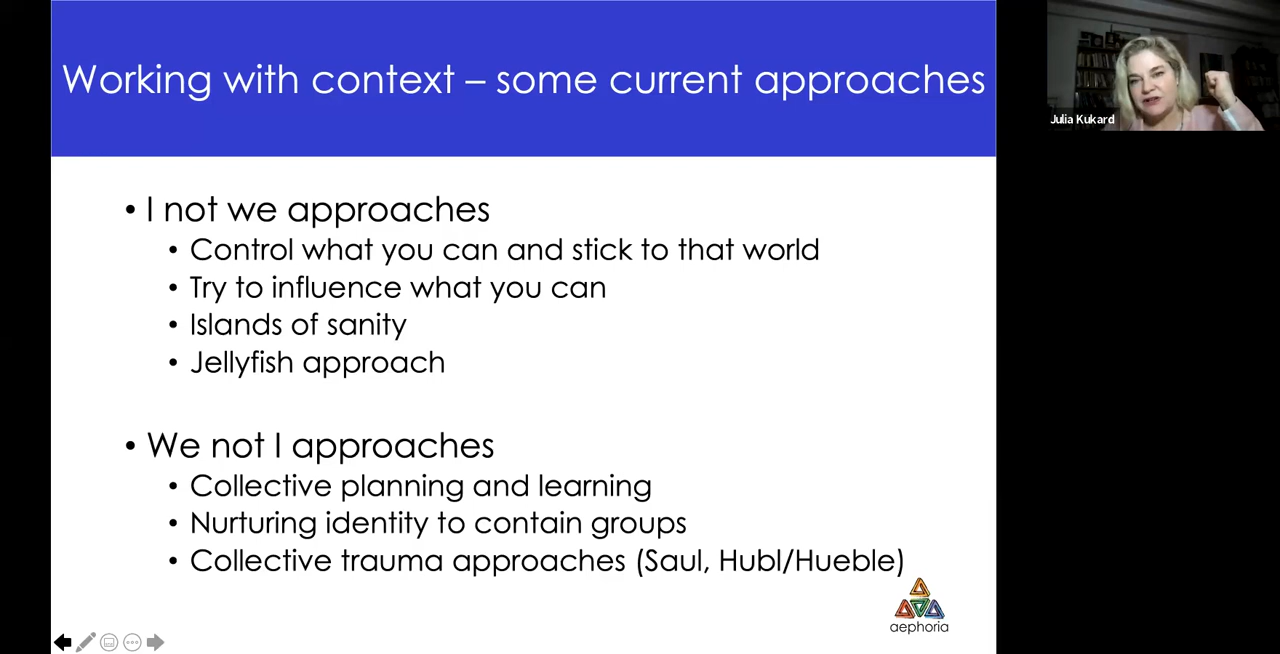 Working with context – some current approaches
Julia Kukard
• I not we approaches
• Control what you can and stick to that world
• Try to influence what you can
• Islands of sanity
• Jellyfish approach
• We not I approaches
• Collective planning and learning
• Nurturing identity to contain groups
• Collective trauma approaches (Saul, Hubl/Hueble)
aephoria